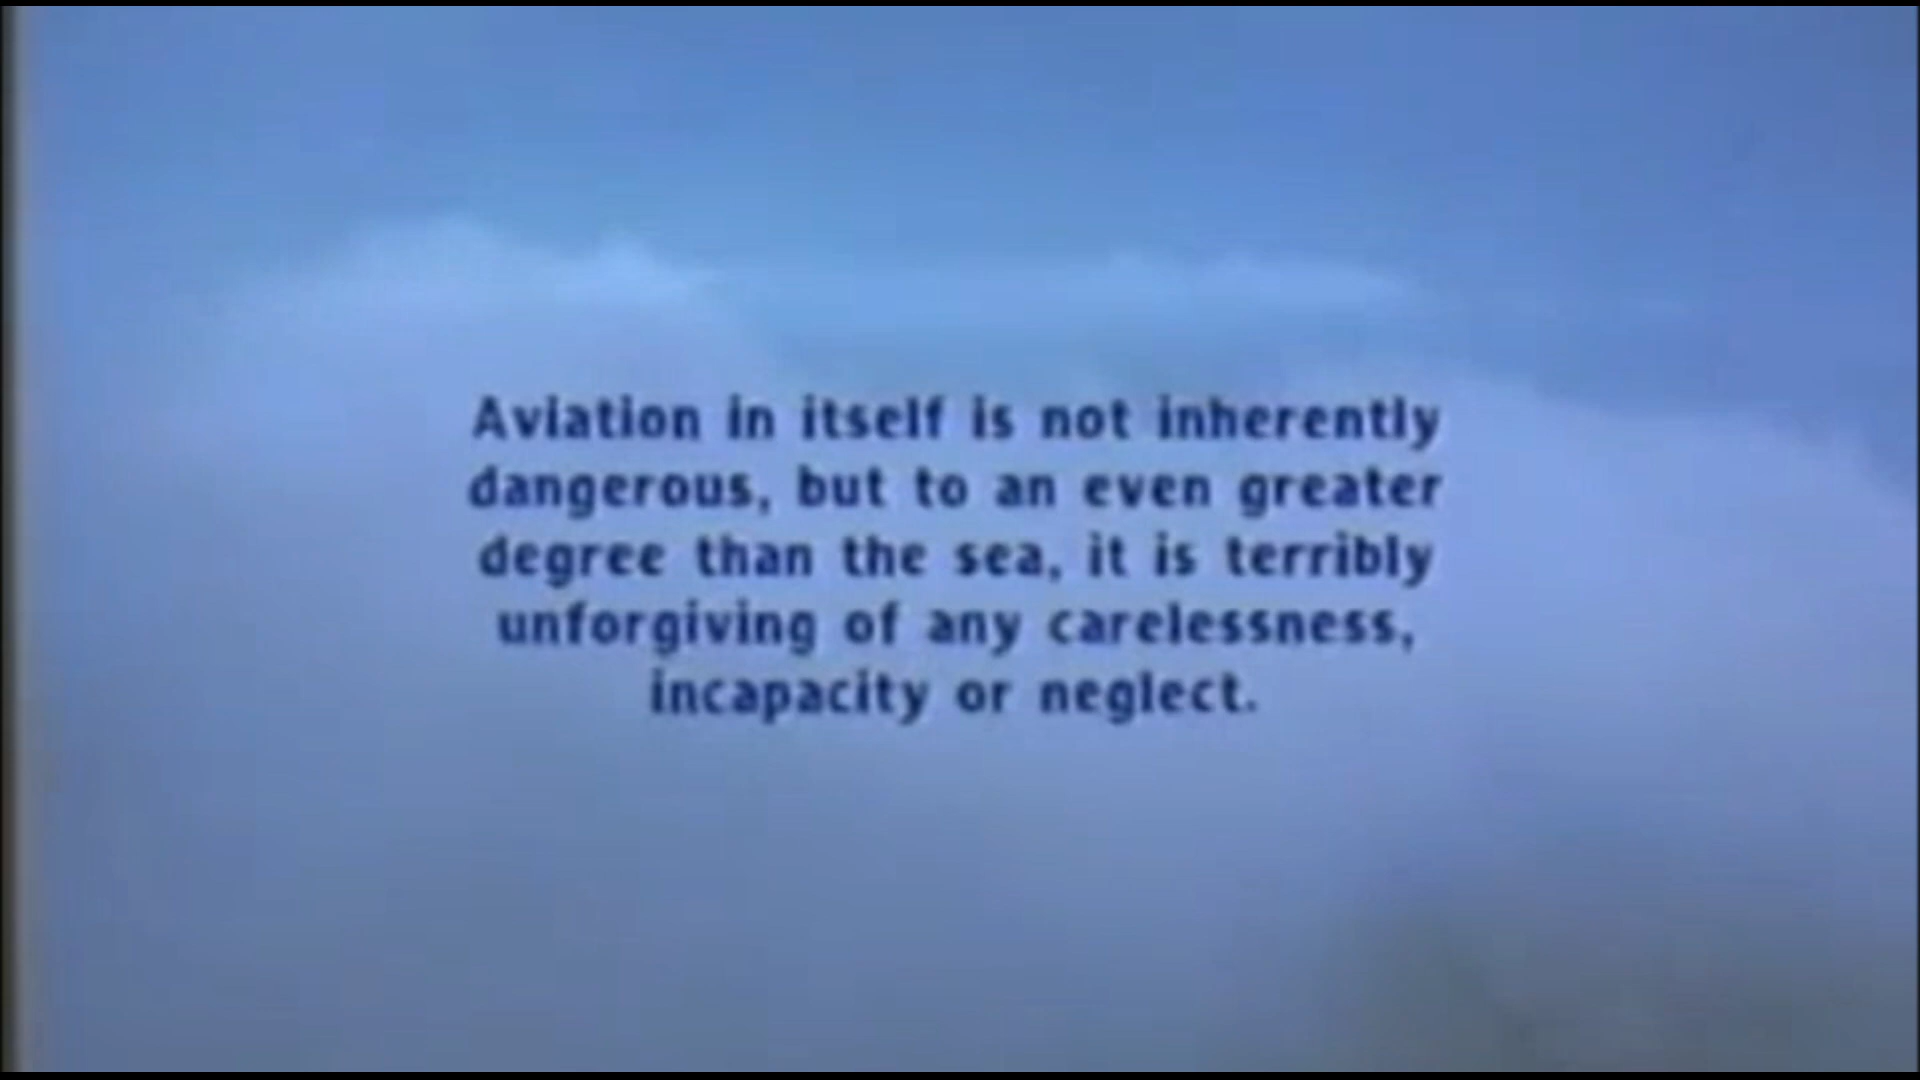 Aviation in itself is not inherently
dangerous, but to an even greater
degree than the sea, it is terribly
unforgiving of any carelessness,
incapacity or neglect.